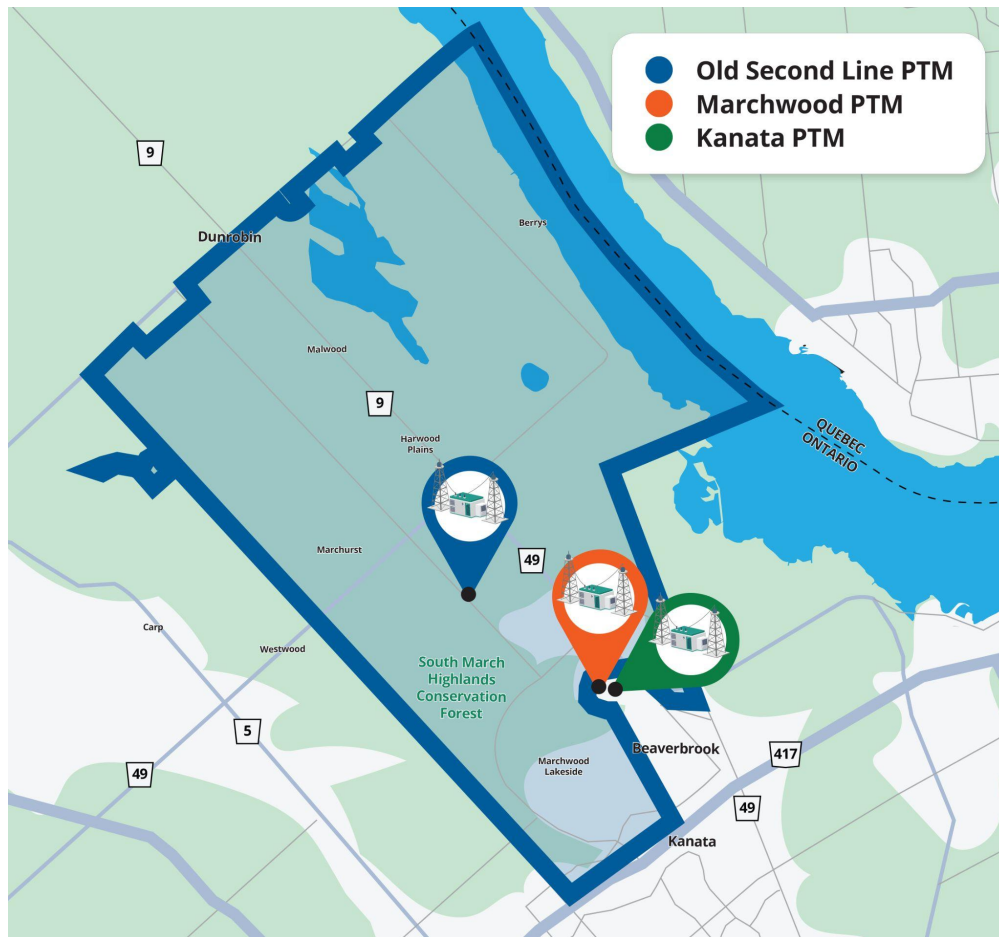 Old Second Line PTM
Marchwood PTM
Kanata PTM
9
Berrys
Dunrobin
Malwood
9
Harwood
Plains
QUEBEC
ONTARIO
Marchurst
49
Carp
Westwood
South March
Highlands
Conservation
Forest
5
Beaverbrook
417
Marchwood
Lakeside
49
49
Kanata